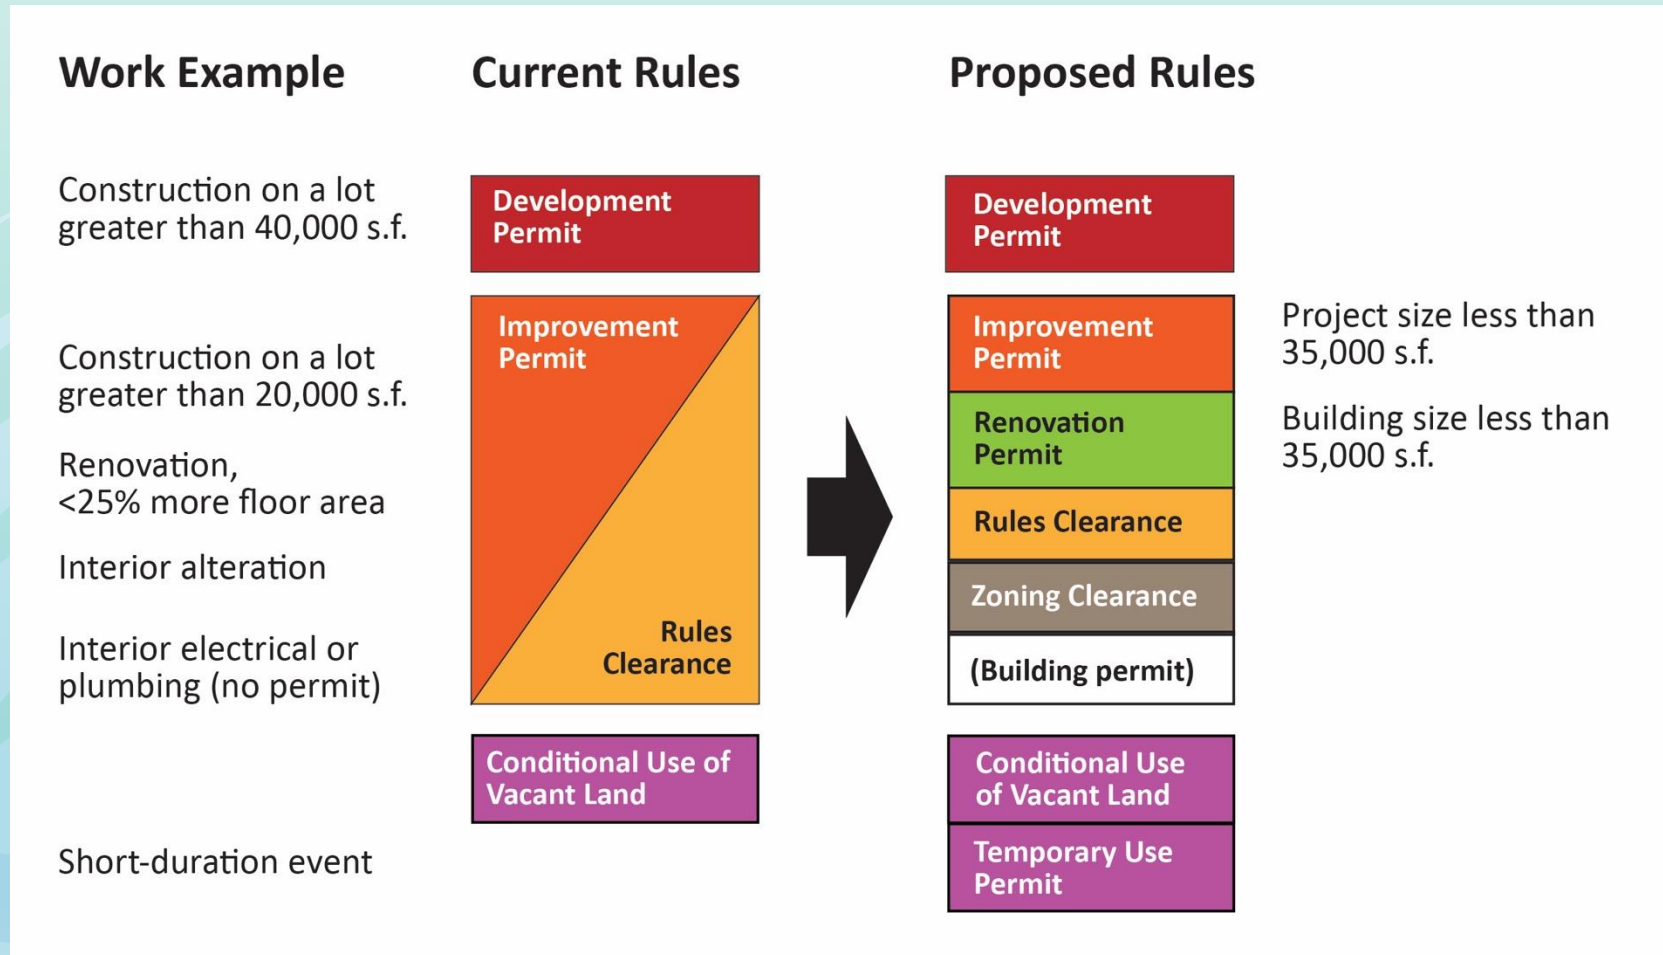 Work Example
Current Rules
Proposed Rules
Construction on a lot
greater than 40,000 s.f.
Development
Permit
Development
Permit
Construction on a lot
greater than 20,000 s.f.
Renovation,
<25% more floor area
Interior alteration
Interior electrical or
plumbing (no permit)
Improvement
Permit
Rules
Clearance
Improvement
Permit
Project size less than
35,000 s.f.
Renovation
Permit
Building size less than
35,000 s.f.
Rules Clearance
Zoning Clearance
(Building permit)
Conditional Use of
Vacant Land
Conditional Use
of Vacant Land
Short-duration event
Temporary Use
Permit